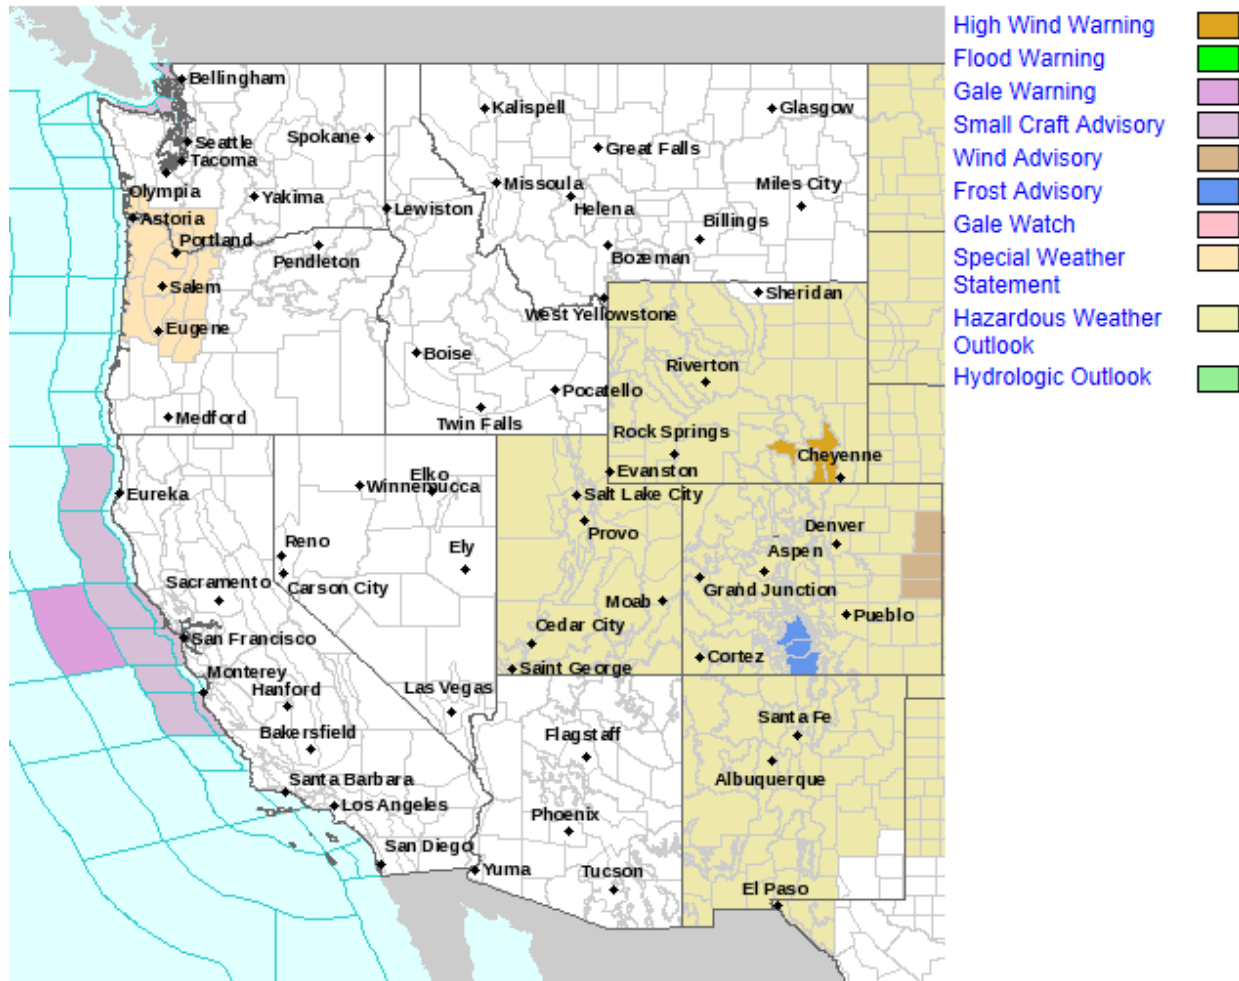 High Wind Warning
Flood Warning
Gale Warning
Small Craft Advisory
Wind Advisory
Frost Advisory
Gale Watch
Special Weather
Statement
Hazardous Weather
Outlook
Hydrologic Outlook
Bellingham
Kalispell
Glasgow
Spokane
Seattle
Great Falls
Tacoma
Missoula
Miles City
Olympia
Yakima
Lewiston
Helena
Astoria
Billings
Portland
Pendleton
Bozeman
Salem
Sheridan
West Yellowstone
Eugene
Boise
Riverton
Pocatello
Medford
Twin Falls
Rock Springs
Cheyenne
Elko
Evanston
Winnemucca
Eureka
Salt Lake City
Provo
Denver
Reno
Ely
Aspen
Sacramento
Carson City
Grand Junction
Moab
Pueblo
Cedar City
San Francisco
Cortez
Saint George
Monterey
Hanford
Las Vegas
Santa Fe
Bakersfield
Flagstaff
Albuquerque
Santa Barbara
Los Angeles
Phoenix
San Diego
Yuma
Tucson
El Paso